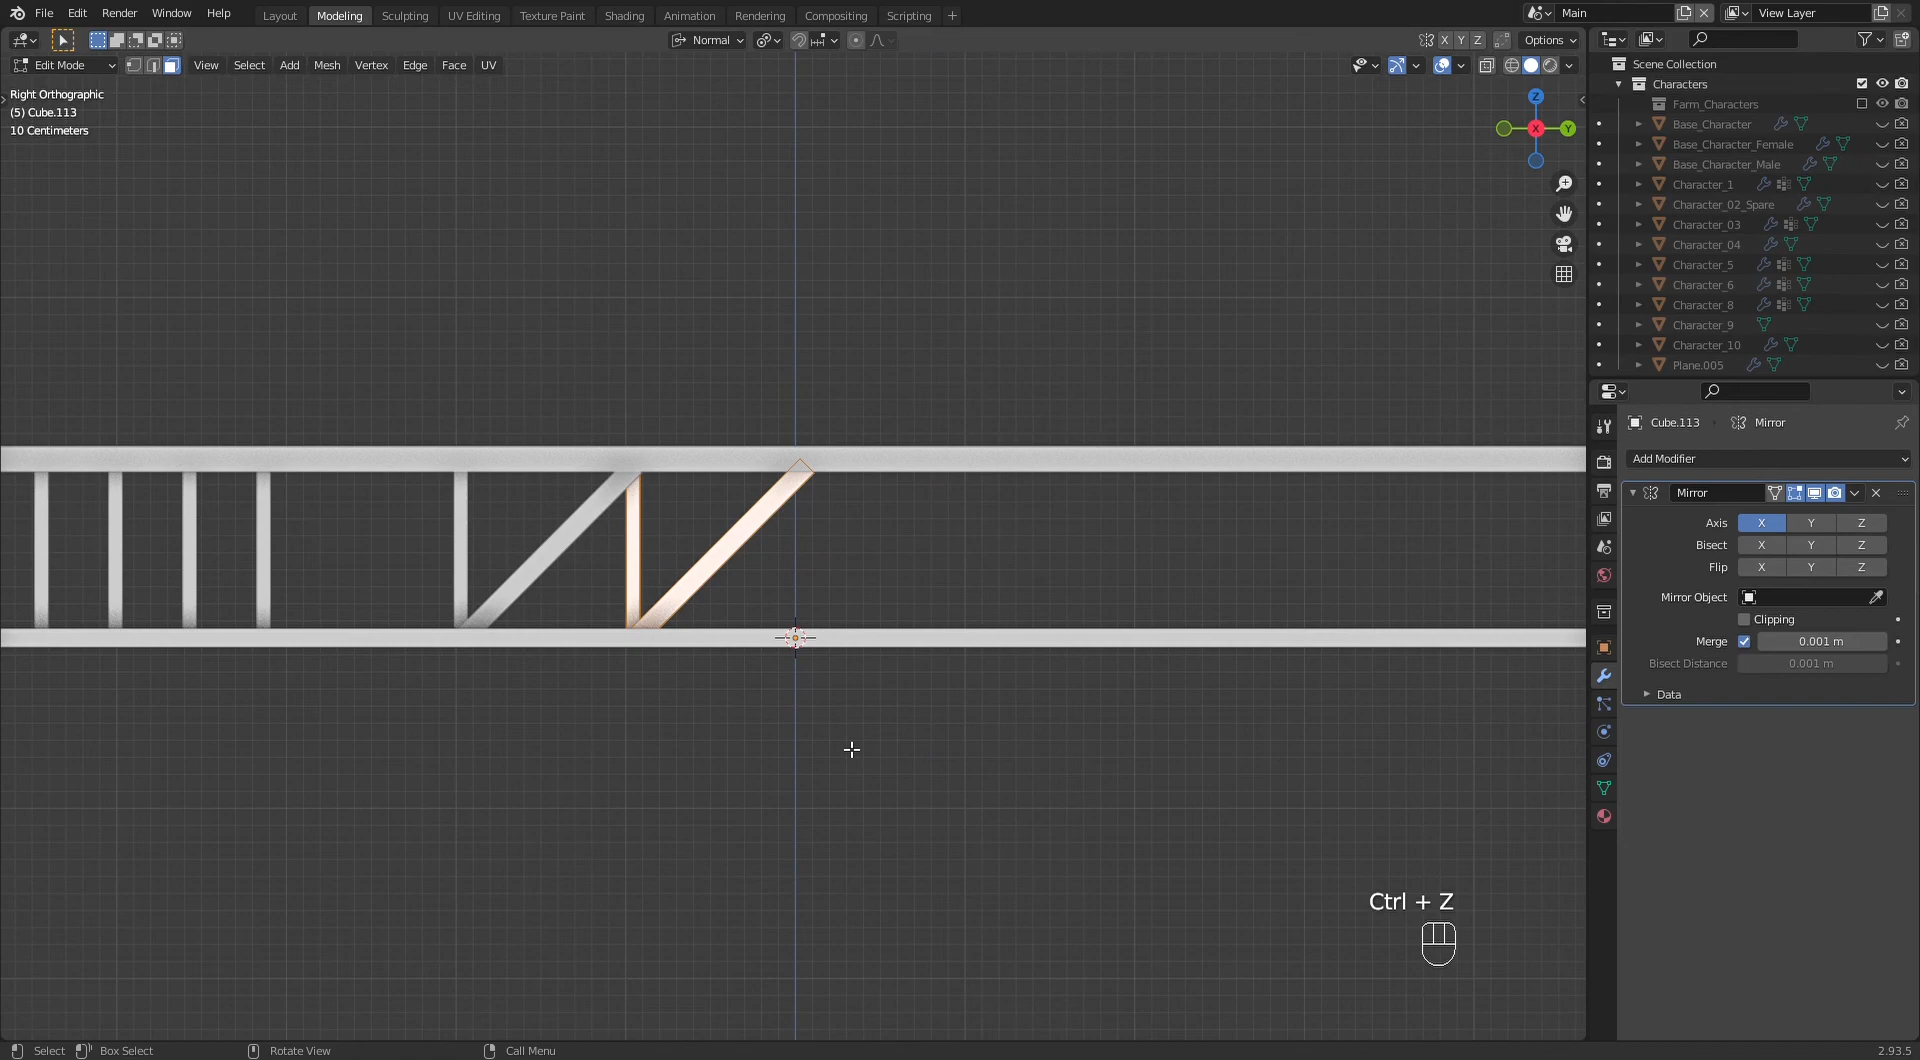 File Edit Render Window Help
Layout Modeling Sculpting UV Editing Texture Paint Shading Animation Rendering Compositing Scripting +
Main
View Layer
Normal
X Y Z
Options
Edit Mode View Select Add Mesh Vertex Edge Face UV
Right Orthographic
(5) Cube.113
10 Centimeters
Z
X
Y
Scene Collection
Characters
Farm_Characters
Base_Character
Base_Character_Female
Base_Character_Male
Character_1
Character_02_Spare
Character_03
Character_04
Character_5
Character_6
Character_8
Character_9
Character_10
Plane.005
Cube.113 Mirror
Add Modifier
Mirror
Axis X Y Z
Bisect X Y Z
Flip X Y Z
Mirror Object
Clipping
Merge 0.001 m
Bisect Distance 0.001 m
Data
Ctrl + Z
Select Box Select Rotate View Call Menu 2.93.5